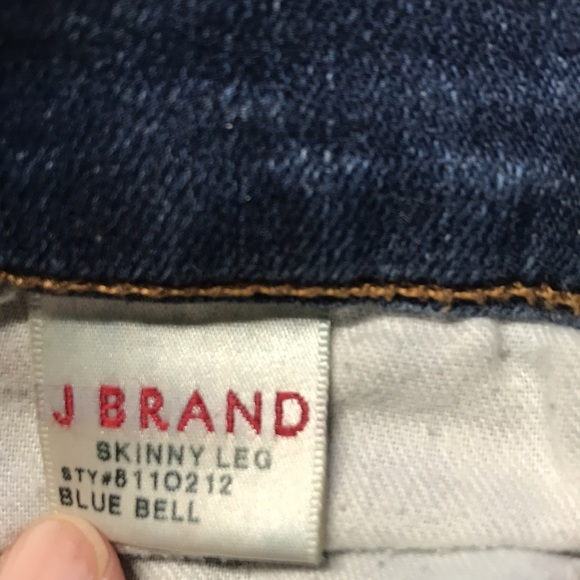 J BRAND
SKINNY LEG
STY#8110212
BLUE BELL